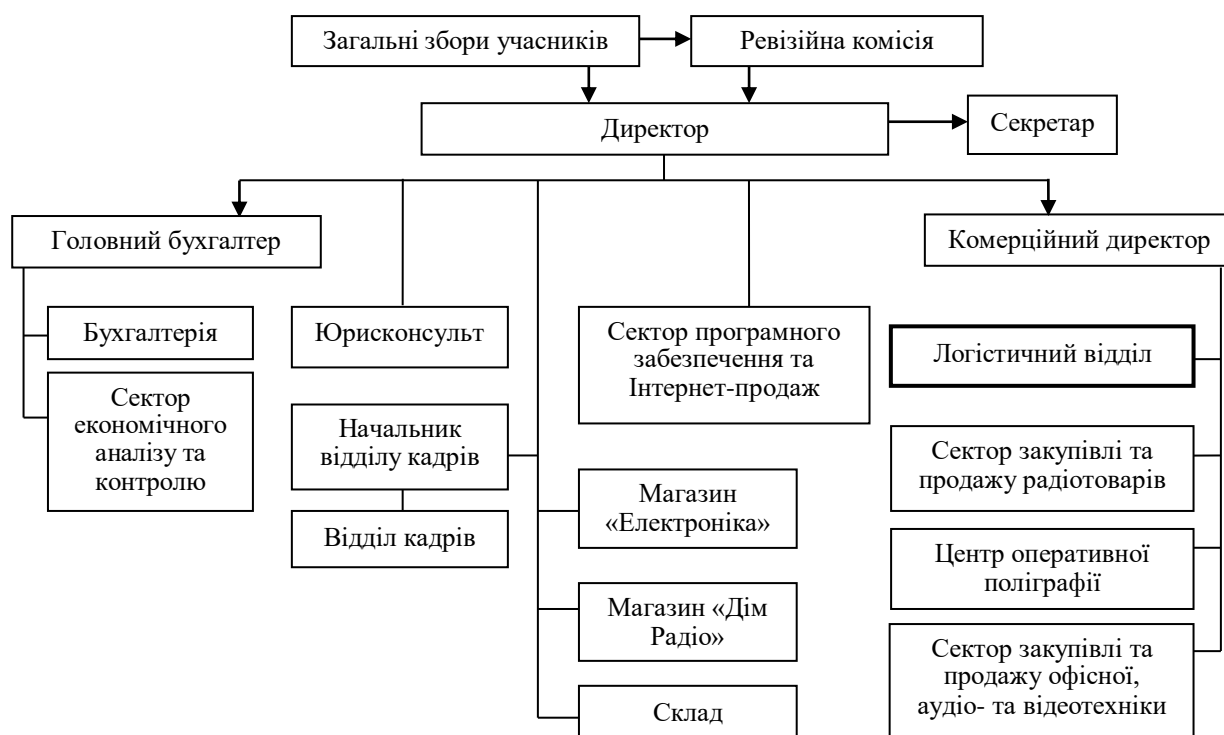 Загальні збори учасників
Ревізійна комісія
Директор
Секретар
Головний бухгалтер
Комерційний директор
Бухгалтерія
Юрисконсульт
Сектор програмного
забезпечення та
Інтернет-продаж
Логістичний відділ
Сектор
економічного
аналізу та
контролю
Начальник
відділу кадрів
Сектор закупівлі та
продажу радіотоварів
Відділ кадрів
Магазин
«Електроніка»
Центр оперативної
поліграфії
Магазин «Дім
Радіо»
Сектор закупівлі та
продажу офісної,
аудіо- та відеотехніки
Склад